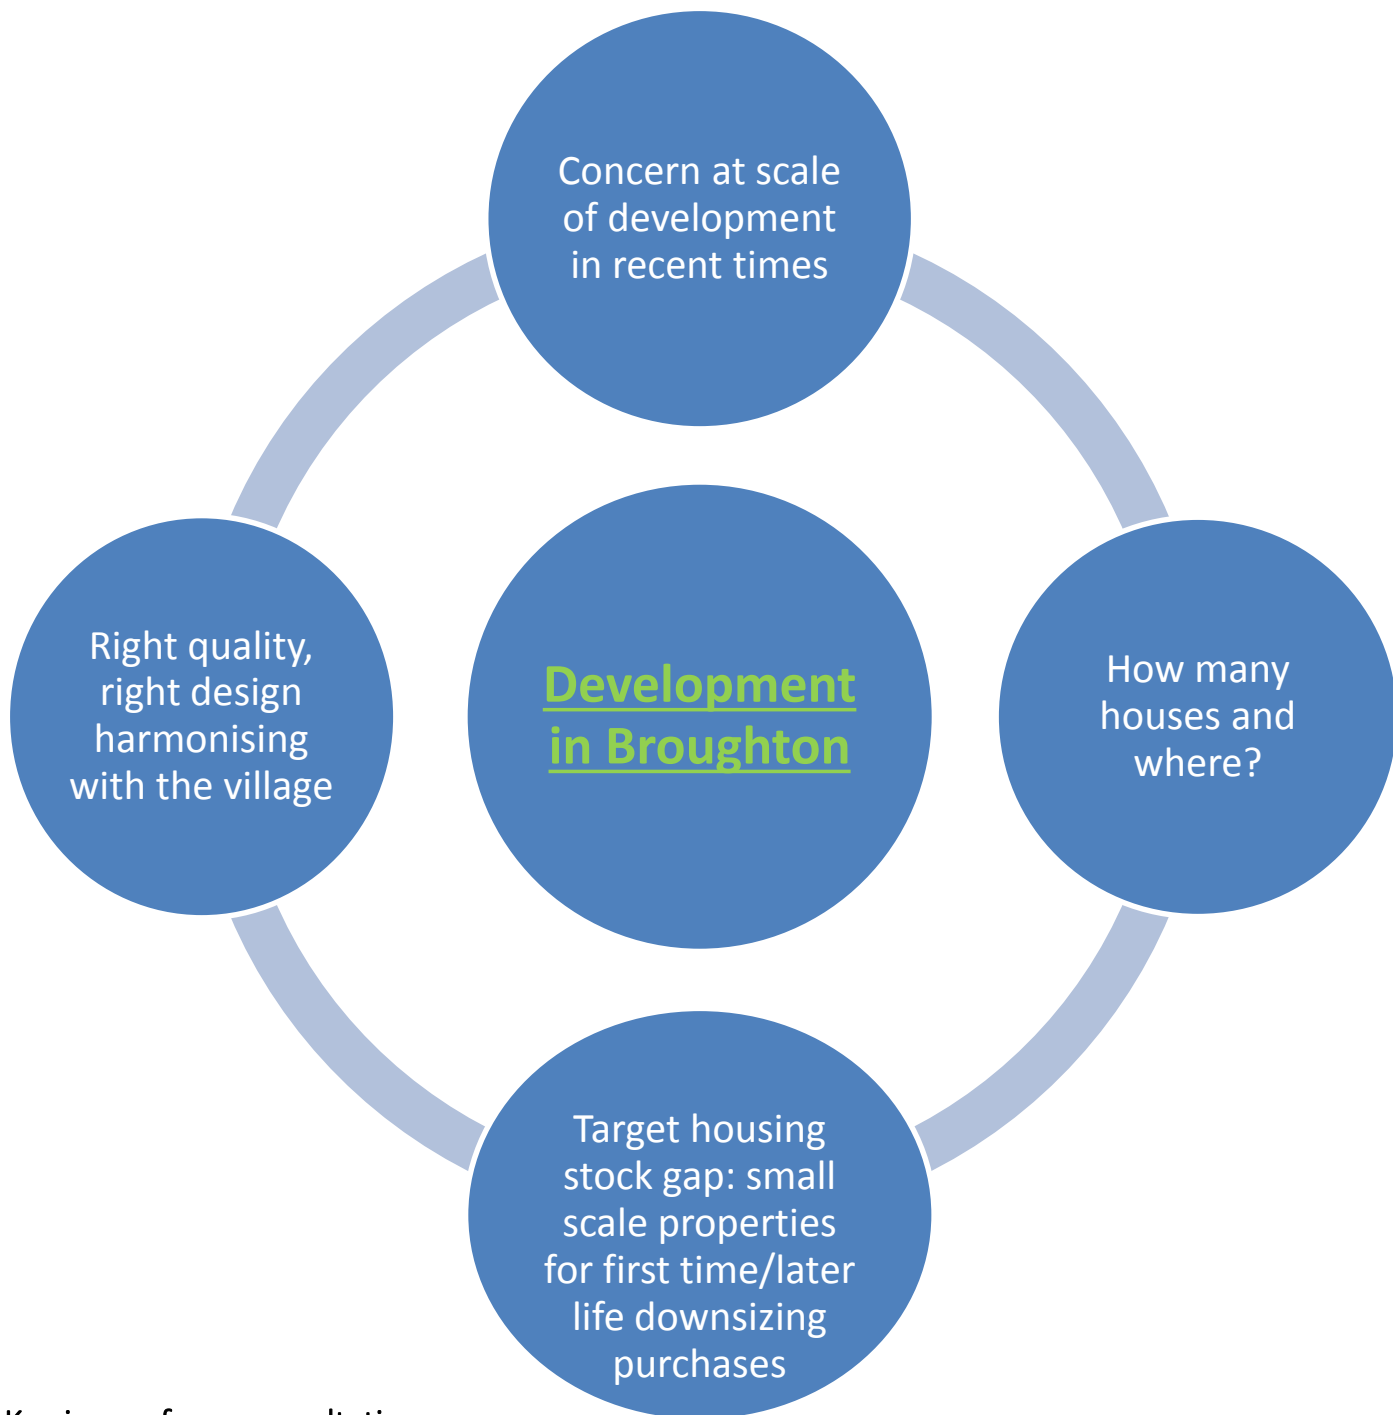 Concern at scale
of development
in recent times
Right quality,
right design
harmonising
with the village
Development
in Broughton
How many
houses and
where?
Target housing
stock gap: small
scale properties
for first time/later
life downsizing
purchases